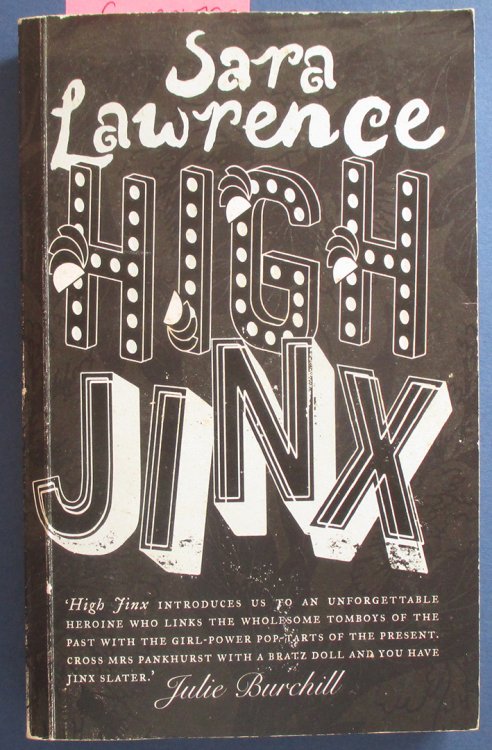 Sara
Lawrence
HIGH
JINX
'High Jinx INTRODUCES US TO AN UNFORGETTABLE
HEROINE WHO LINKS THE WHOLESOME TOMBOYS OF THE
PAST WITH THE GIRL-POWER POP-TARTS OF THE PRESENT.
CROSS MRS PANKHURST WITH A BRATZ DOLL AND YOU HAVE
JINX SLATER.'
Julie Burchill